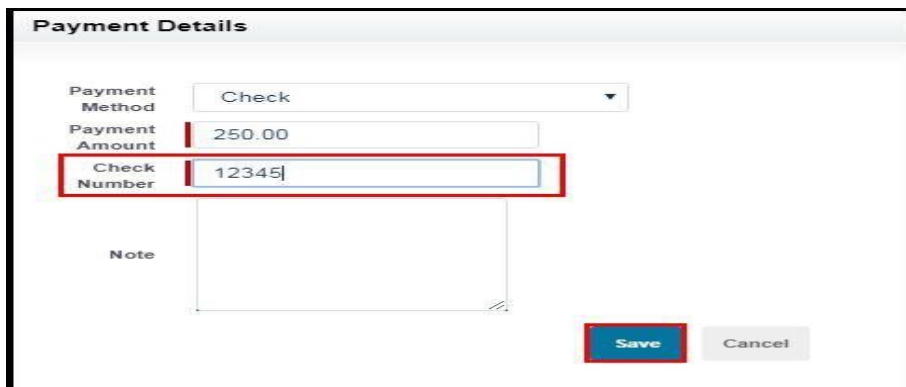 Payment Details
Payment
Method
Check
Payment
Amount
250.00
Check
Number
12345
Note
Save
Cancel